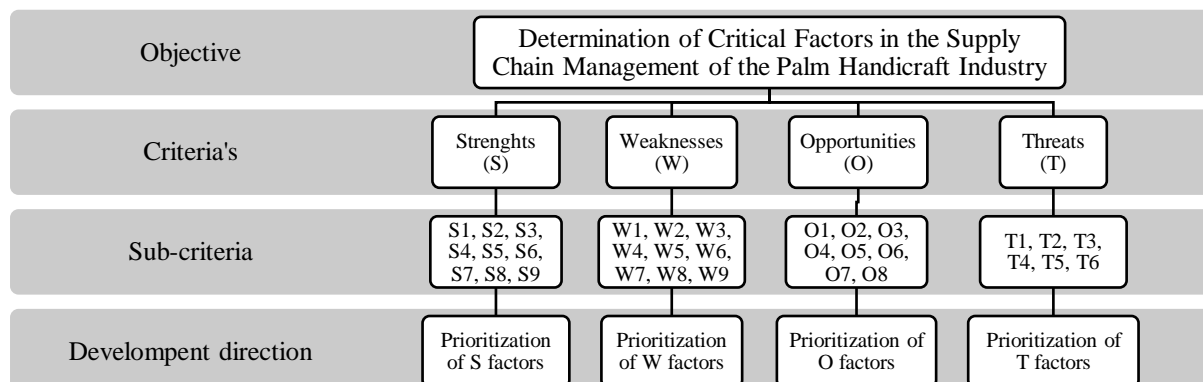 Objective
Determination of Critical Factors in the Supply
Chain Management of the Palm Handicraft Industry
Criteria's
Strenghts
(S)
Weaknesses
(W)
Opportunities
(O)
Threats
(T)
Sub-criteria
S1, S2, S3,
S4, S5, S6,
S7, S8, S9
W1, W2, W3,
W4, W5, W6,
W7, W8, W9
O1, O2, O3,
O4, O5, O6,
O7, O8
T1, T2, T3,
T4, T5, T6
Develompent direction
Prioritization
of S factors
Prioritization
of W factors
Prioritization of
O factors
Prioritization of
T factors